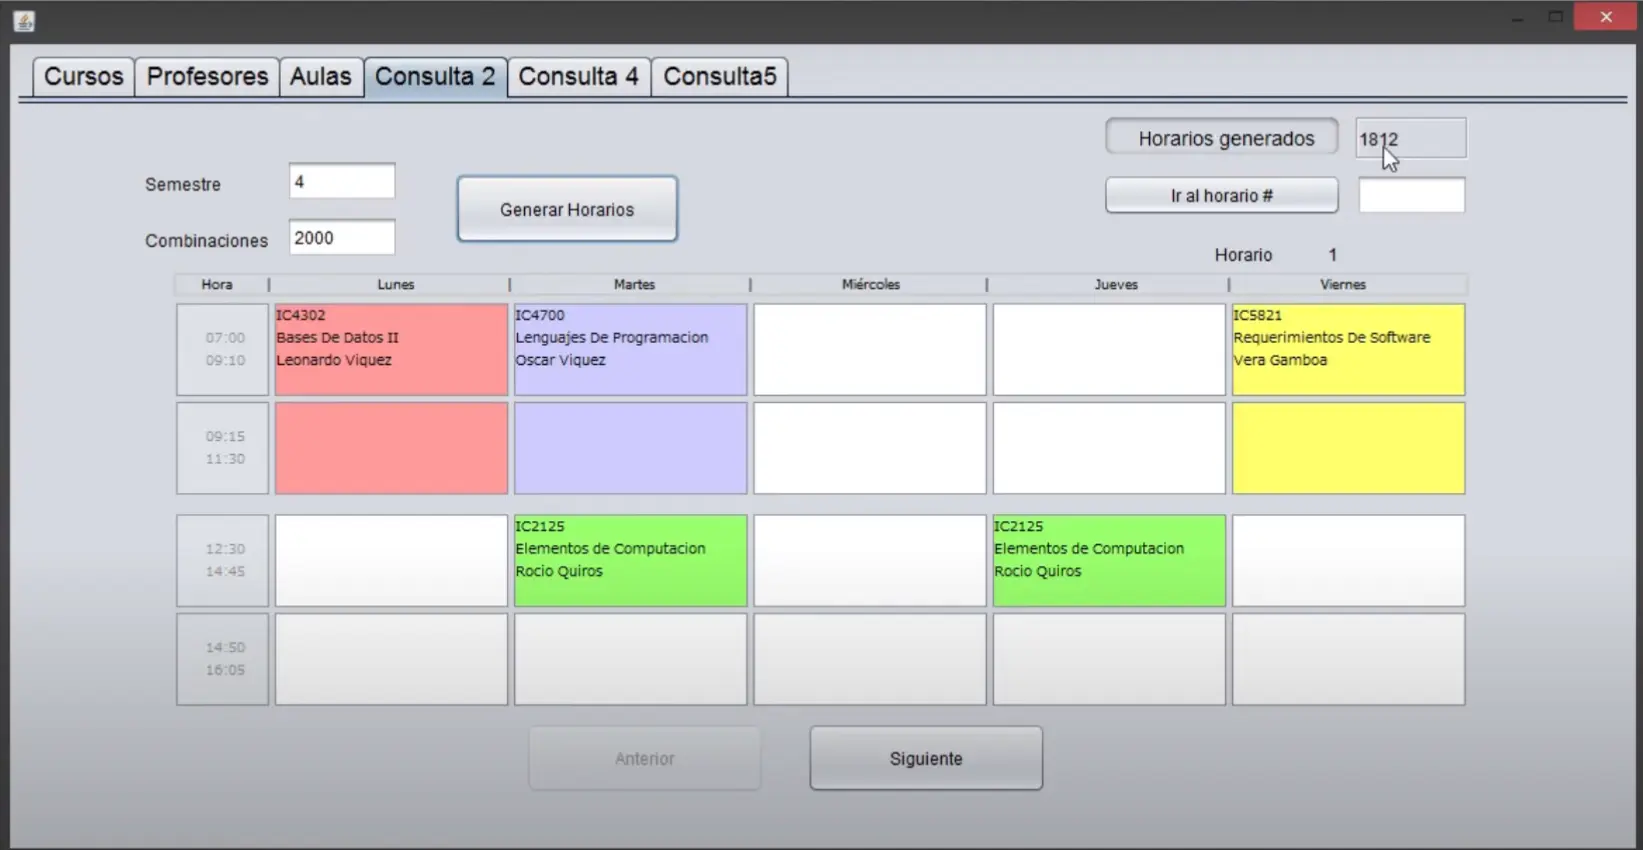 Cursos Profesores Aulas Consulta 2 Consulta 4 Consulta5
Horarios generados 1812
Semestre 4
Generar Horarios
Ir al horario #
Combinaciones 2000
Horario 1
Hora | Lunes | Martes | Miércoles | Jueves | Viernes
07:00
09:10
IC4302
Bases De Datos II
Leonardo Viquez
IC4700
Lenguajes De Programacion
Oscar Viquez
IC5821
Requerimientos De Software
Vera Gamboa
09:15
11:30
12:30
14:45
IC2125
Elementos de Computacion
Rocio Quiros
IC2125
Elementos de Computacion
Rocio Quiros
14:50
16:05
Anterior
Siguiente